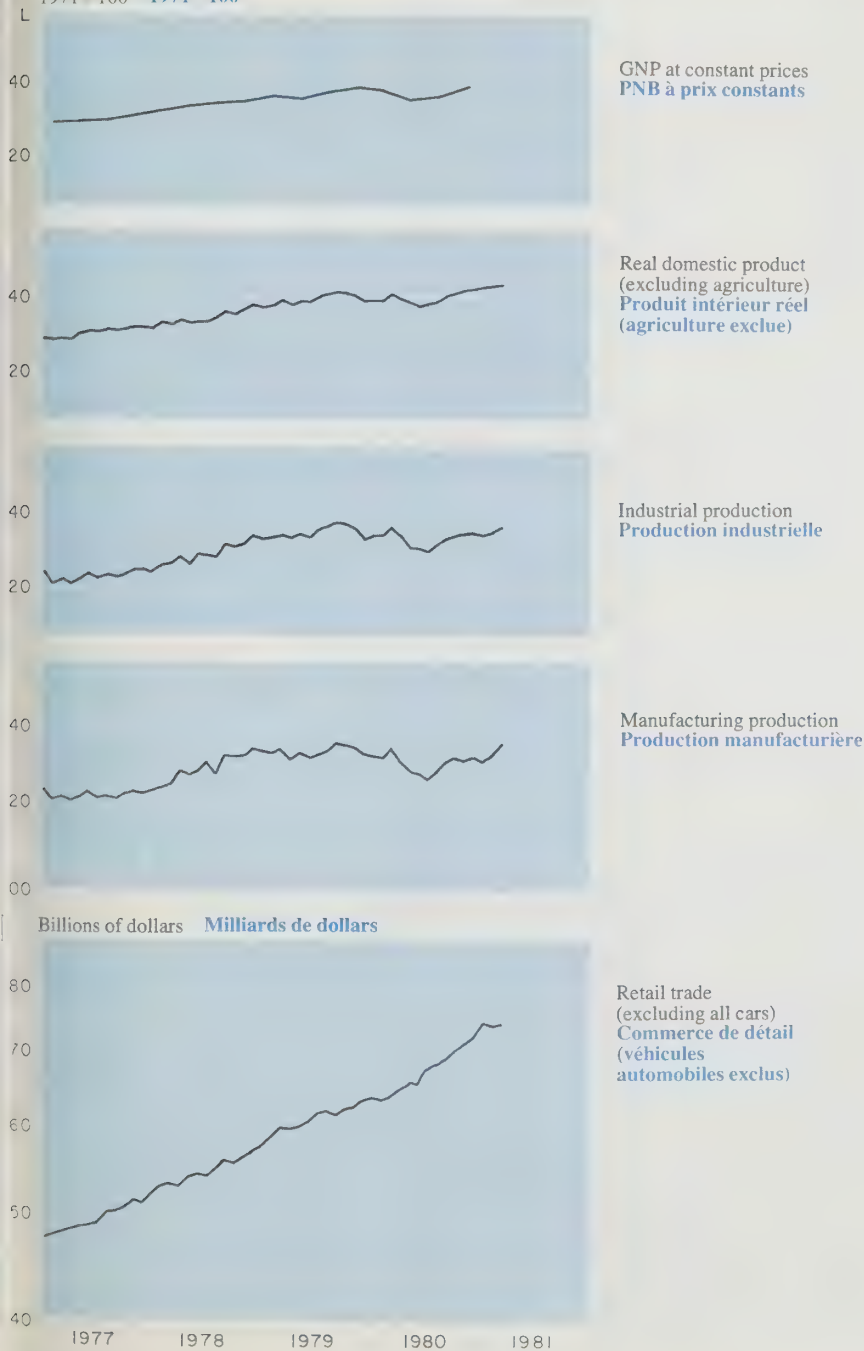 L
40
20
GNP at constant prices
PNB à prix constants
40
20
Real domestic product
(excluding agriculture)
Produit intérieur réel
(agriculture exclue)
40
20
Industrial production
Production industrielle
40
20
00
Manufacturing production
Production manufacturière
Billions of dollars Milliards de dollars
80
70
60
50
40
Retail trade
(excluding all cars)
Commerce de détail
(véhicules
automobiles exclus)
1977 1978 1979 1980 1981